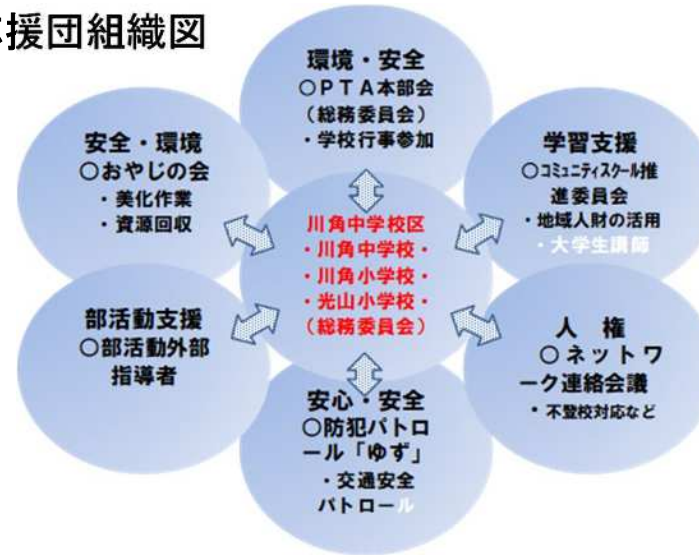 援団組織図
環境・安全
○ＰＴＡ本部会
（総務委員会）
・学校行事参加
安全・環境
○おやじの会
・美化作業
・資源回収
学習支援
○コミュニティスクール推
進委員会
・地域人財の活用
・大学生講師
川角中学校区
・川角中学校・
・川角小学校・
・光山小学校・
（総務委員会）
部活動支援
○部活動外部
指導者
人　権
○ネットワ
ーク連絡会議
・不登校対応など
安心・安全
○防犯パトロ
ール「ゆず」
・交通安全
パトロール